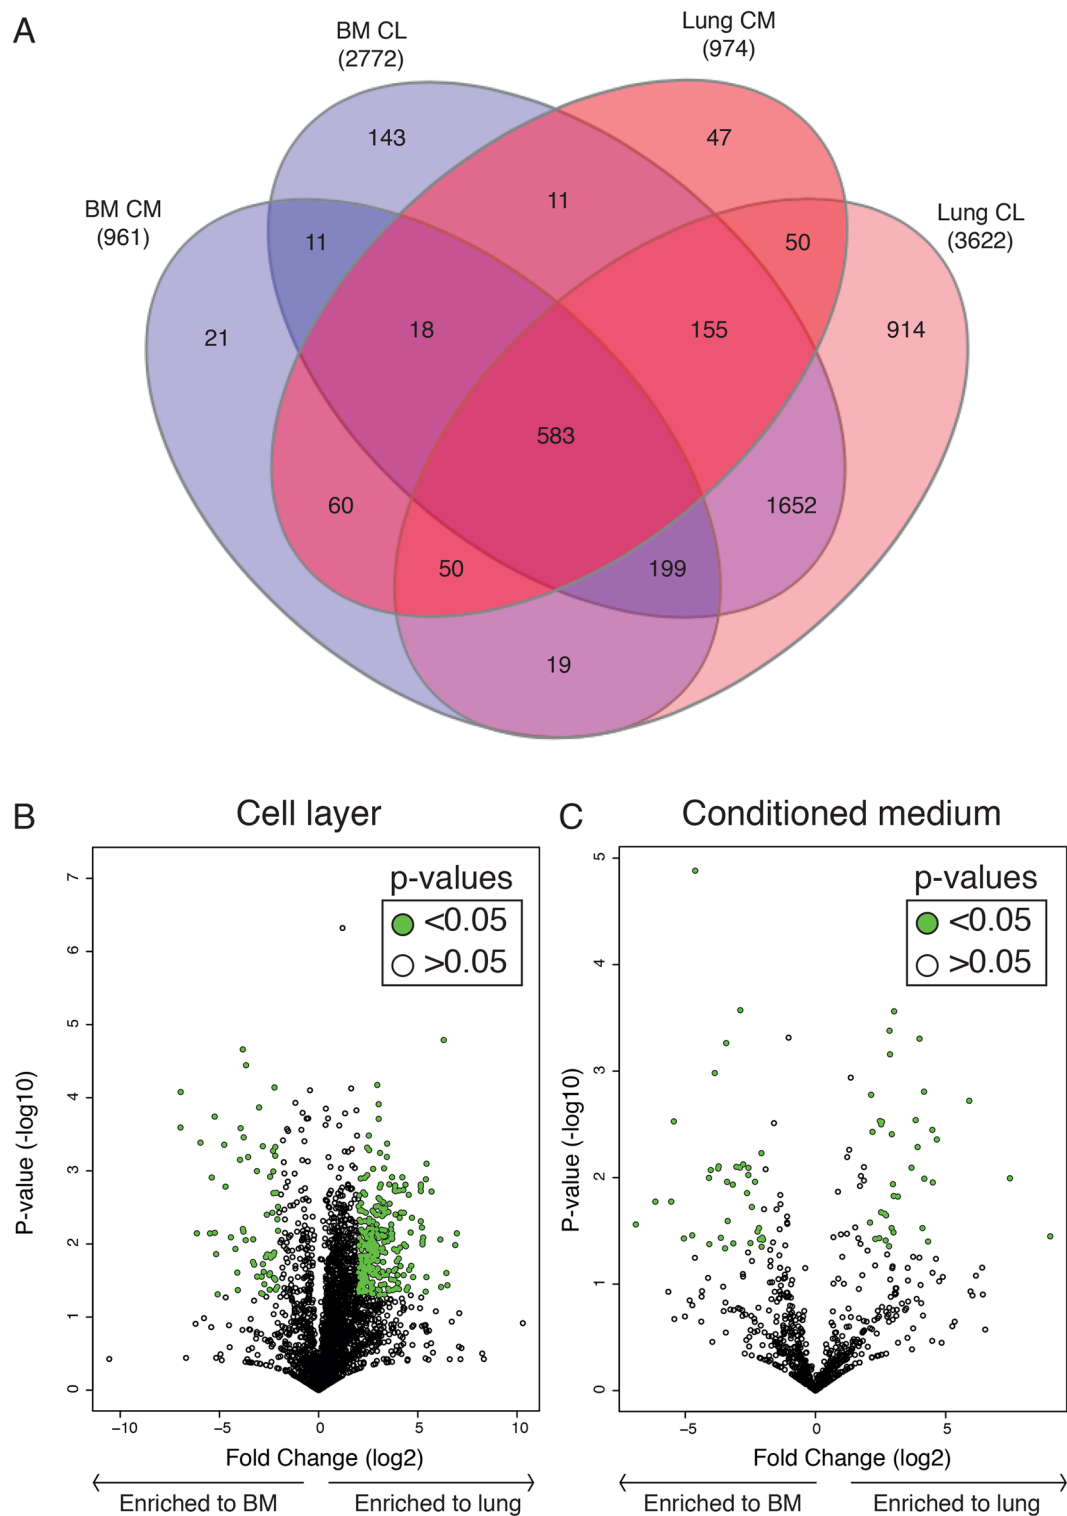 A
BM CL
(2772)
Lung CM
(974)
BM CM
(961)
Lung CL
(3622)
143
47
11
11
50
21
18
155
914
583
60
1652
50
199
19
B
Cell layer
C
Conditioned medium
p-values
<0.05
>0.05
7
6
5
4
3
2
1
0
P-value (-log10)
−10
−5
0
5
10
Fold Change (log2)
Enriched to BM
Enriched to lung
p-values
<0.05
>0.05
5
4
3
2
1
0
P-value (-log10)
−5
0
5
Fold Change (log2)
Enriched to BM
Enriched to lung